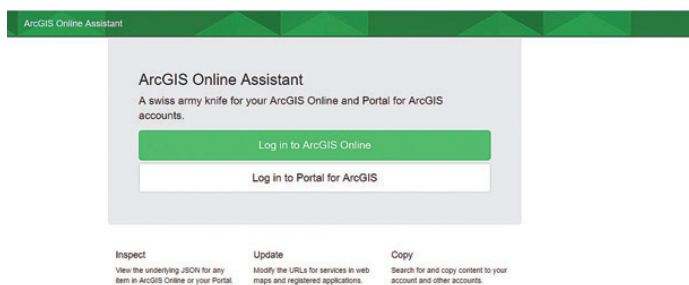 ArcGIS Online Assistant
ArcGIS Online Assistant
A swiss army knife for your ArcGIS Online and Portal for ArcGIS
accounts.
Log in to ArcGIS Online
Log in to Portal for ArcGIS
Inspect
View the underlying JSON for any
item in ArcGIS Online or your Portal.
Update
Modify the URLs for services in web
maps and registered applications.
Copy
Search for and copy content to your
account and other accounts.